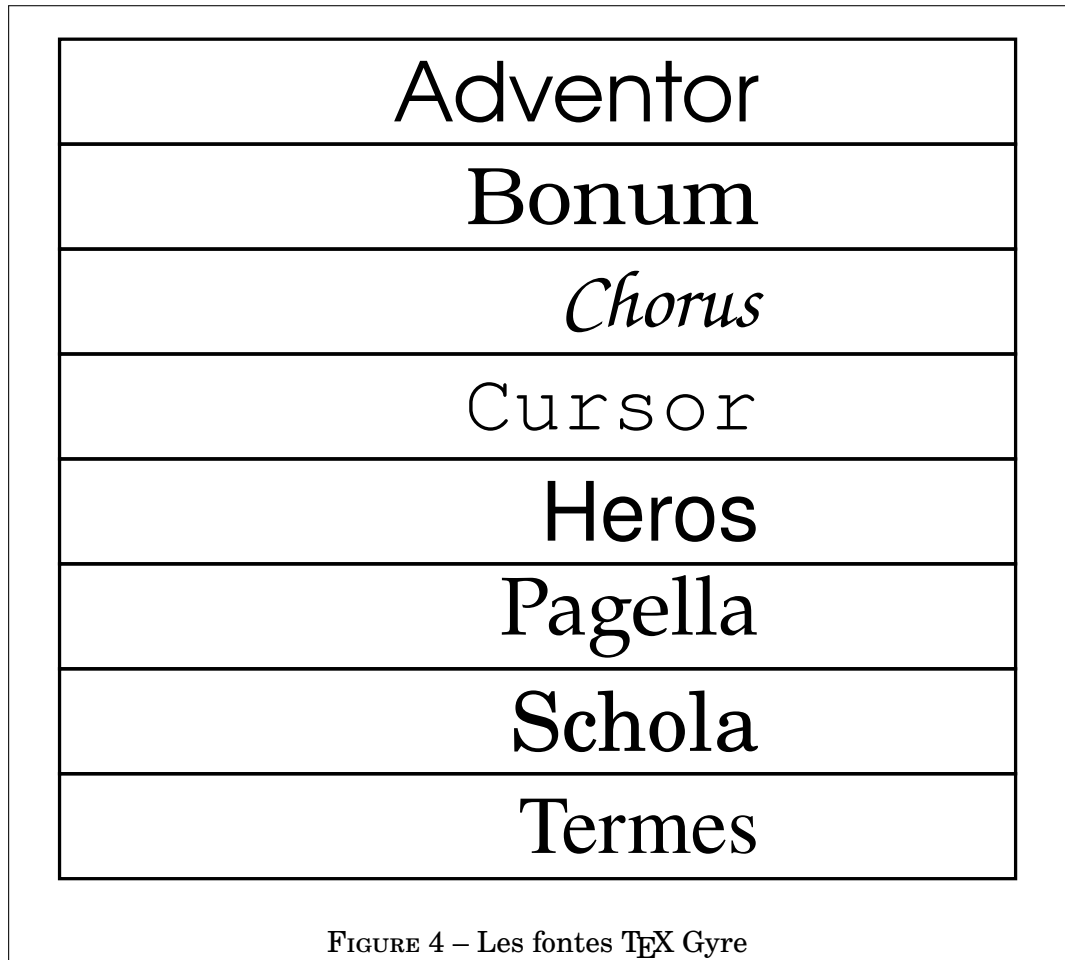 Adventor
Bonum
Chorus
Cursor
Heros
Pagella
Schola
Termes
FIGURE 4 – Les fontes TEX Gyre